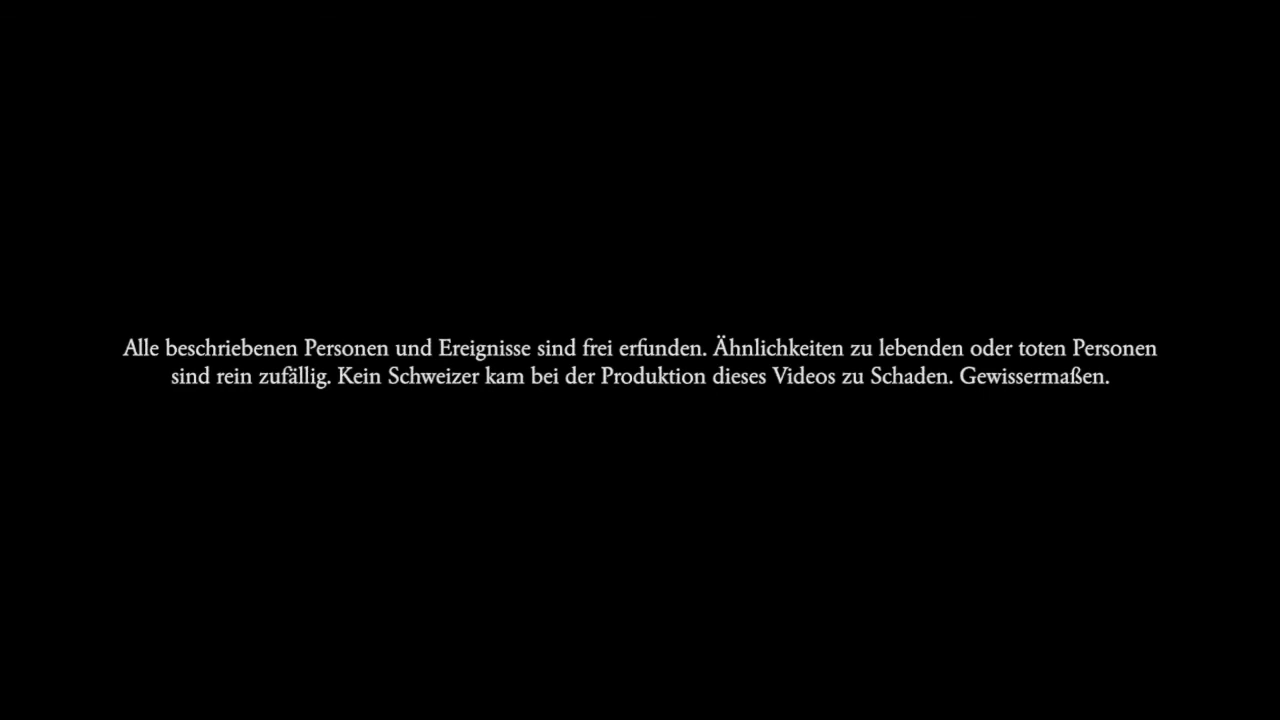 Alle beschriebenen Personen und Ereignisse sind frei erfunden. Ähnlichkeiten zu lebenden oder toten Personen
sind rein zufällig. Kein Schweizer kam bei der Produktion dieses Videos zu Schaden. Gewissermaßen.